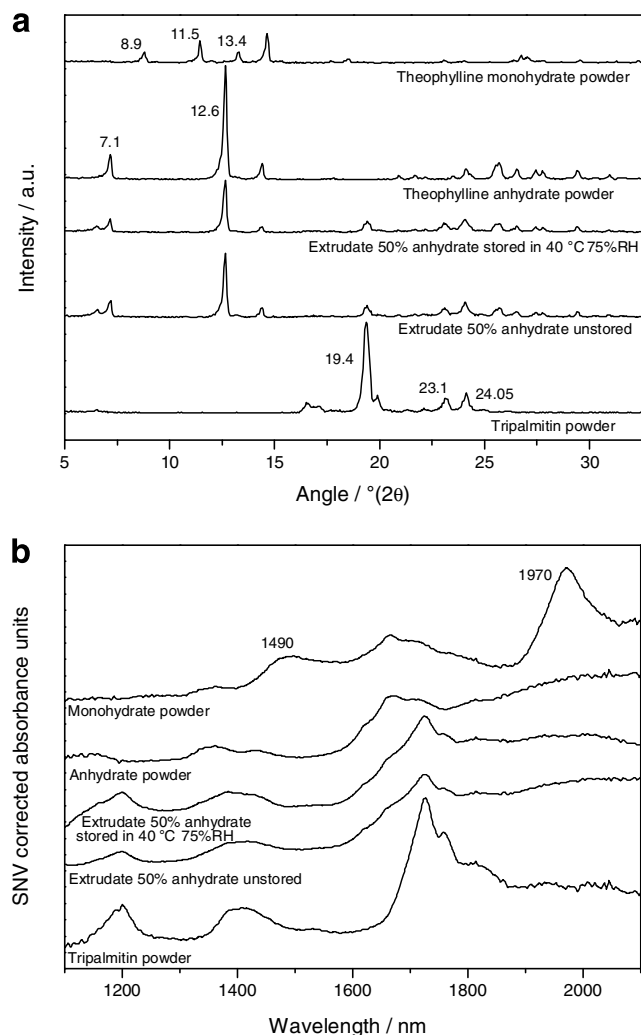 a
8.9
11.5
13.4
Theophylline monohydrate powder
12.6
7.1
Theophylline anhydrate powder
Extrudate 50% anhydrate stored in 40 °C 75%RH
Extrudate 50% anhydrate unstored
19.4
23.1
24.05
Tripalmitin powder
Intensity / a.u.
5 10 15 20 25 30
Angle / °(2θ)
b
1970
1490
Monohydrate powder
Anhydrate powder
Extrudate 50% anhydrate
stored in 40 °C 75%RH
Extrudate 50% anhydrate unstored
Tripalmitin powder
SNV corrected absorbance units
1200 1400 1600 1800 2000
Wavelength / nm